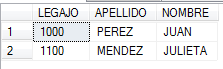 LEGAJO APELLIDO NOMBRE
1 1000 PEREZ JUAN
2 1100 MENDEZ JULIETA